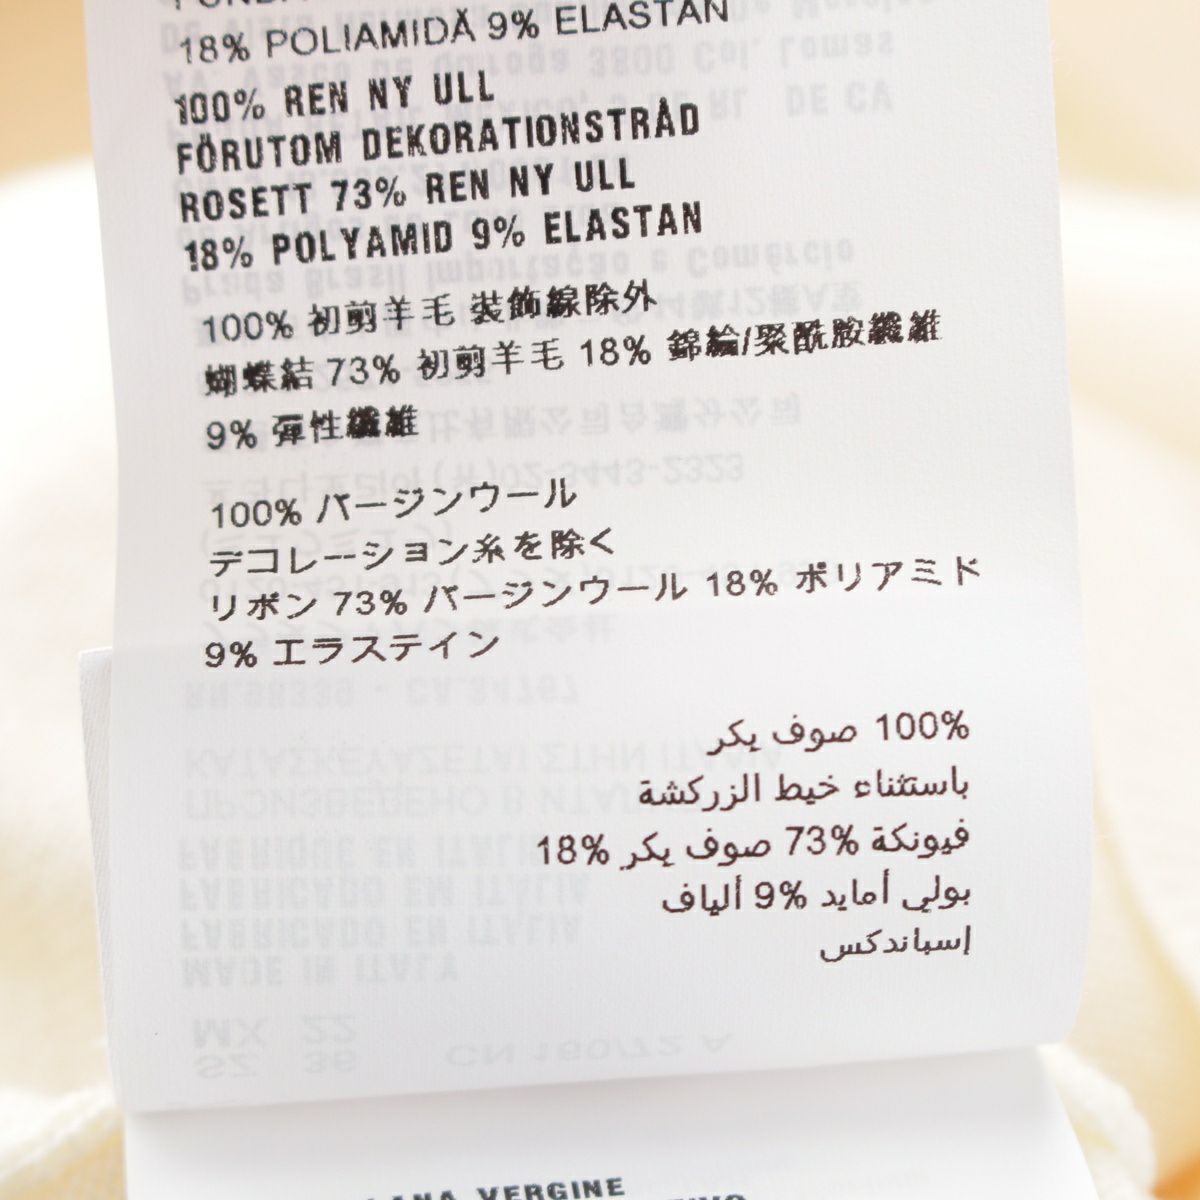 18% POLIAMIDĂ 9% ELASTAN
100% REN NY ULL
FÖRUTOM DEKORATIONSTRÅD
ROSETT 73% REN NY ULL
18% POLYAMID 9% ELASTAN
100% 初剪羊毛 裝飾線除外
蝴蝶結 73% 初剪羊毛 18% 錦綸/聚酰胺纖維
9% 彈性纖維
100% バージンウール
デコレーション糸を除く
リボン 73% バージンウール 18% ポリアミド
9% エラステイン
100% صوف بكر
باستثناء خيط الزركشة
فيونكة 73% صوف بكر 18%
بولي أمايد 9% ألياف
إسباندكس
LANA VERGINE